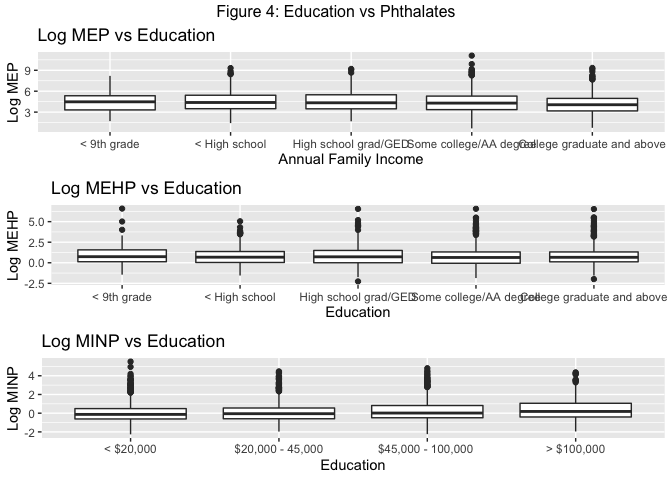 Figure 4: Education vs Phthalates
Log MEP vs Education
Log MEP
9
6
3
< 9th grade < High school High school grad/GED Some college/AA degree College graduate and above
Annual Family Income
Log MEHP vs Education
Log MEHP
5.0
2.5
0.0
-2.5
< 9th grade < High school High school grad/GED Some college/AA degree College graduate and above
Education
Log MINP vs Education
Log MINP
4
2
0
-2
< $20,000 $20,000 - 45,000 $45,000 - 100,000 > $100,000
Education